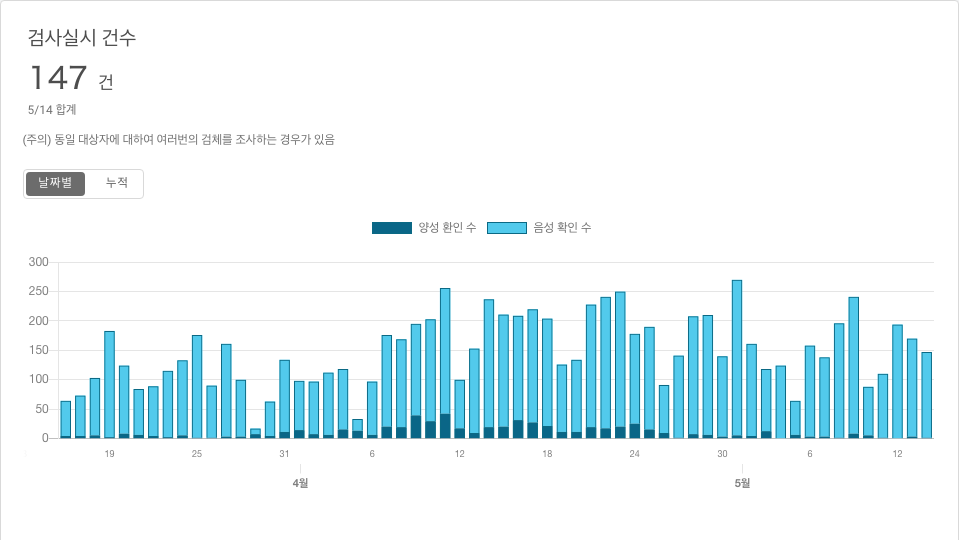 검사실시 건수
147 건
5/14 합계
(주의) 동일 대상자에 대하여 여러번의 검체를 조사하는 경우가 있음
날짜별 누적
양성 환인 수 음성 확인 수
300
250
200
150
100
50
0
19 25 31 6 12 18 24 30 6 12
4월 5월